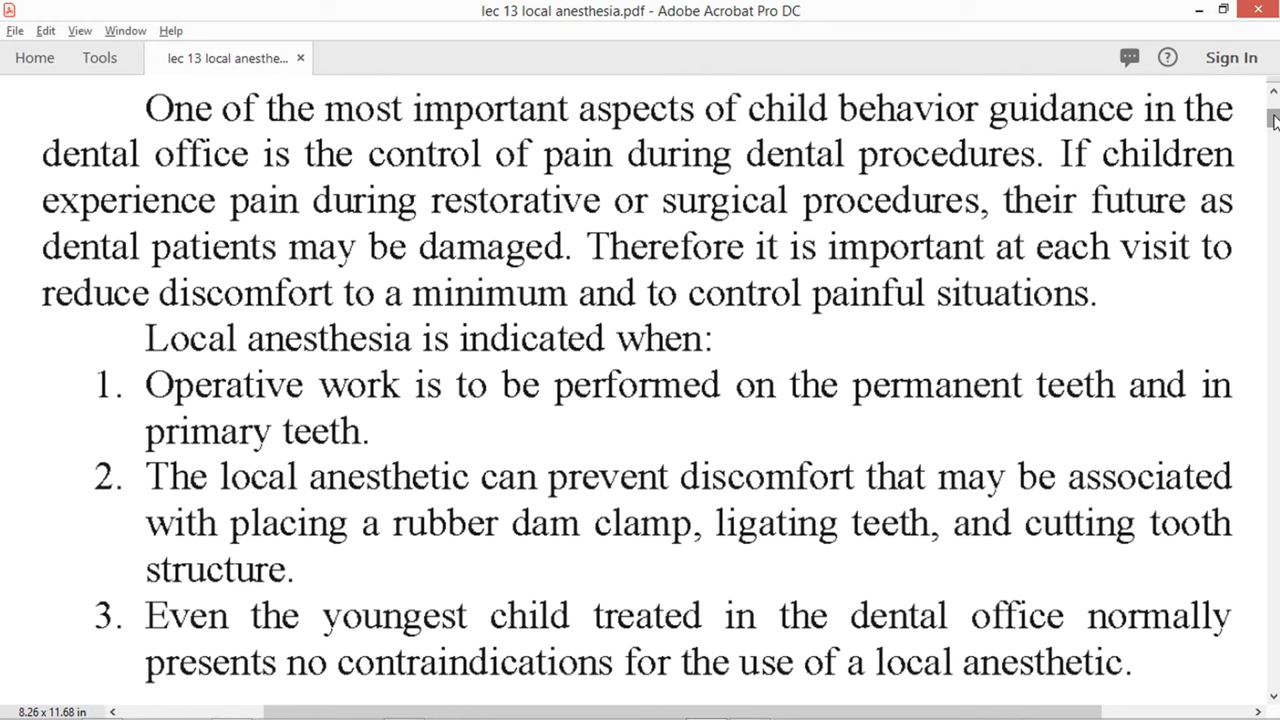 lec 13 local anesthesia.pdf - Adobe Acrobat Pro DC
File Edit View Window Help
Home Tools lec 13 local anesthe... × Sign In
One of the most important aspects of child behavior guidance in the
dental office is the control of pain during dental procedures. If children
experience pain during restorative or surgical procedures, their future as
dental patients may be damaged. Therefore it is important at each visit to
reduce discomfort to a minimum and to control painful situations.
Local anesthesia is indicated when:
1. Operative work is to be performed on the permanent teeth and in
primary teeth.
2. The local anesthetic can prevent discomfort that may be associated
with placing a rubber dam clamp, ligating teeth, and cutting tooth
structure.
3. Even the youngest child treated in the dental office normally
presents no contraindications for the use of a local anesthetic.
8.26 x 11.68 in